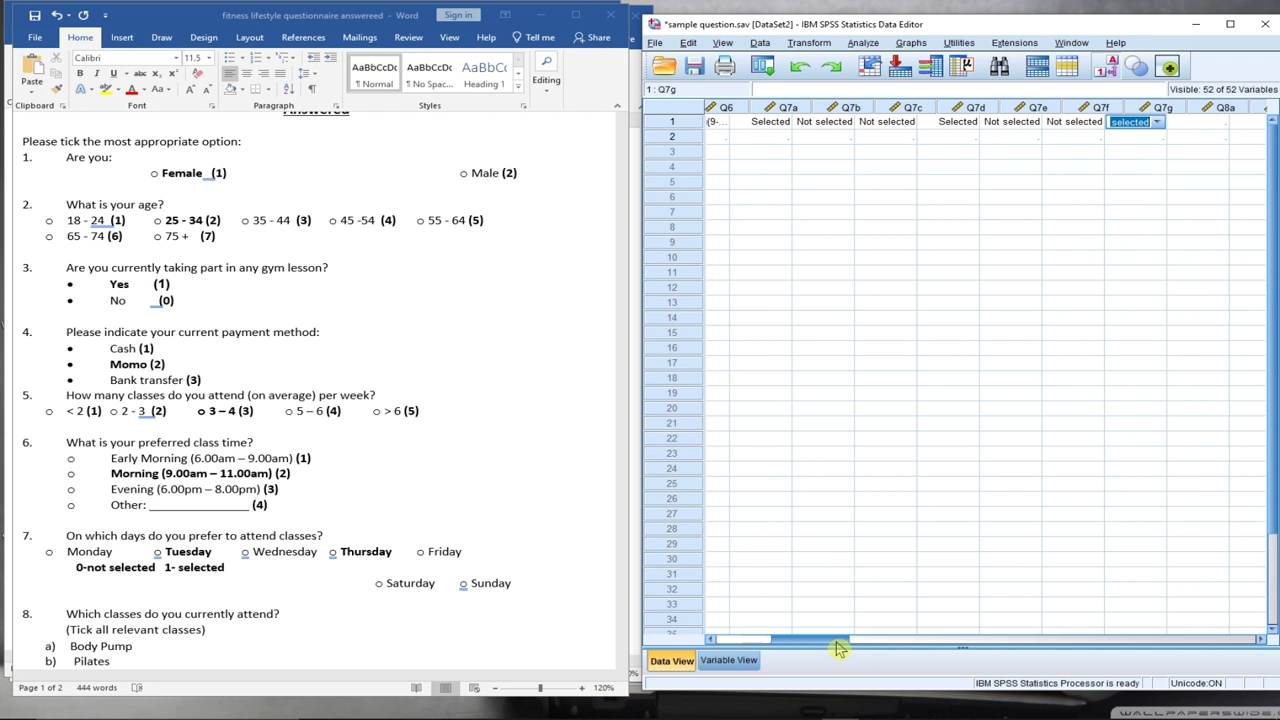 fitness lifestyle questionnaire answereed - Word
Sign in
File Home Insert Draw Design Layout References Mailings Review View Help Tell me Share
Calibri 11.5
Paste
AaBbCcDc AaBbCcDc AaBbC(
¶ Normal ¶ No Spac... Heading 1
Editing
Clipboard Font Paragraph Styles
Answered
Please tick the most appropriate option:
1. Are you:
o Female (1) o Male (2)
2. What is your age?
o 18 - 24 (1) o 25 - 34 (2) o 35 - 44 (3) o 45 -54 (4) o 55 - 64 (5)
o 65 - 74 (6) o 75 + (7)
3. Are you currently taking part in any gym lesson?
• Yes (1)
• No (0)
4. Please indicate your current payment method:
• Cash (1)
• Momo (2)
• Bank transfer (3)
5. How many classes do you attend (on average) per week?
o < 2 (1) o 2 - 3 (2) o 3 – 4 (3) o 5 – 6 (4) o > 6 (5)
6. What is your preferred class time?
o Early Morning (6.00am – 9.00am) (1)
o Morning (9.00am – 11.00am) (2)
o Evening (6.00pm – 8.00pm) (3)
o Other: _________________ (4)
7. On which days do you prefer to attend classes?
o Monday o Tuesday o Wednesday o Thursday o Friday
0-not selected 1- selected
o Saturday o Sunday
8. Which classes do you currently attend?
(Tick all relevant classes)
a) Body Pump
b) Pilates
Page 1 of 2 444 words 120%
*sample question.sav [DataSet2] - IBM SPSS Statistics Data Editor
File Edit View Data Transform Analyze Graphs Utilities Extensions Window Help
1 : Q7g Visible: 52 of 52 Variables
Q6 Q7a Q7b Q7c Q7d Q7e Q7f Q7g Q8a
1 (9-... Selected Not selected Not selected Selected Not selected Not selected selected .
2 . . . . . . . . .
3
4
5
6
7
8
9
10
11
12
13
14
15
16
17
18
19
20
21
22
23
24
25
26
27
28
29
30
31
32
33
34
35
Data View Variable View
IBM SPSS Statistics Processor is ready Unicode:ON
WALLPAPERSWIDE.